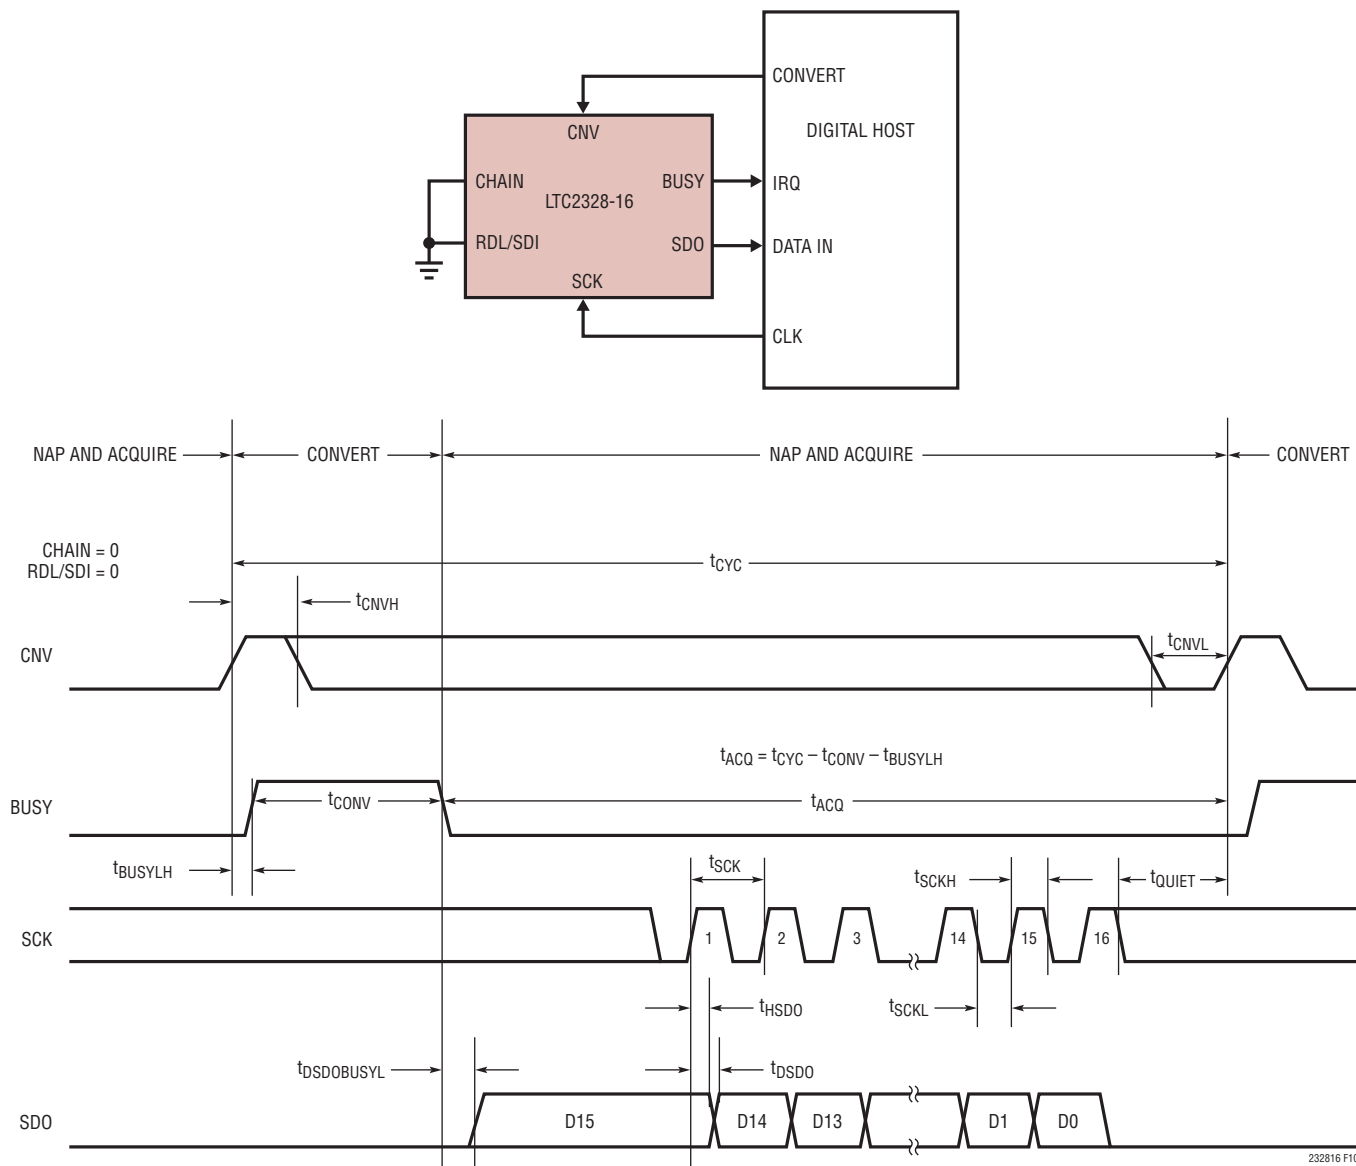 CONVERT
CNV
DIGITAL HOST
CHAIN
BUSY
IRQ
LTC2328-16
RDL/SDI
SDO
DATA IN
SCK
CLK
NAP AND ACQUIRE
CONVERT
NAP AND ACQUIRE
CONVERT
CHAIN = 0
RDL/SDI = 0
tCYC
tCNVH
CNV
tCNVL
tACQ = tCYC – tCONV – tBUSYLH
BUSY
tCONV
tACQ
tBUSYLH
tSCK
tSCKH
tQUIET
SCK
1
2
3
14
15
16
tHSDO
tSCKL
tDSDOBUSYL
tDSDO
SDO
D15
D14
D13
D1
D0
232816 F10